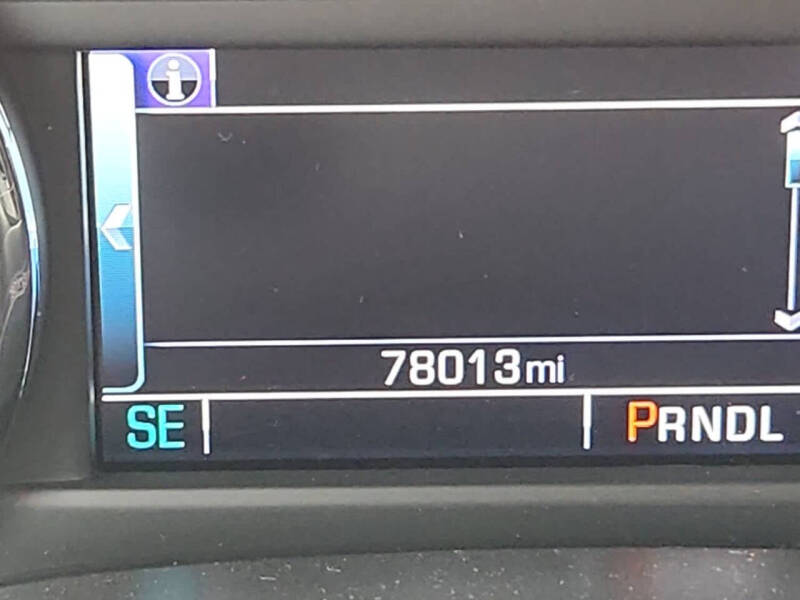 i
78013mi
SE PRNDL